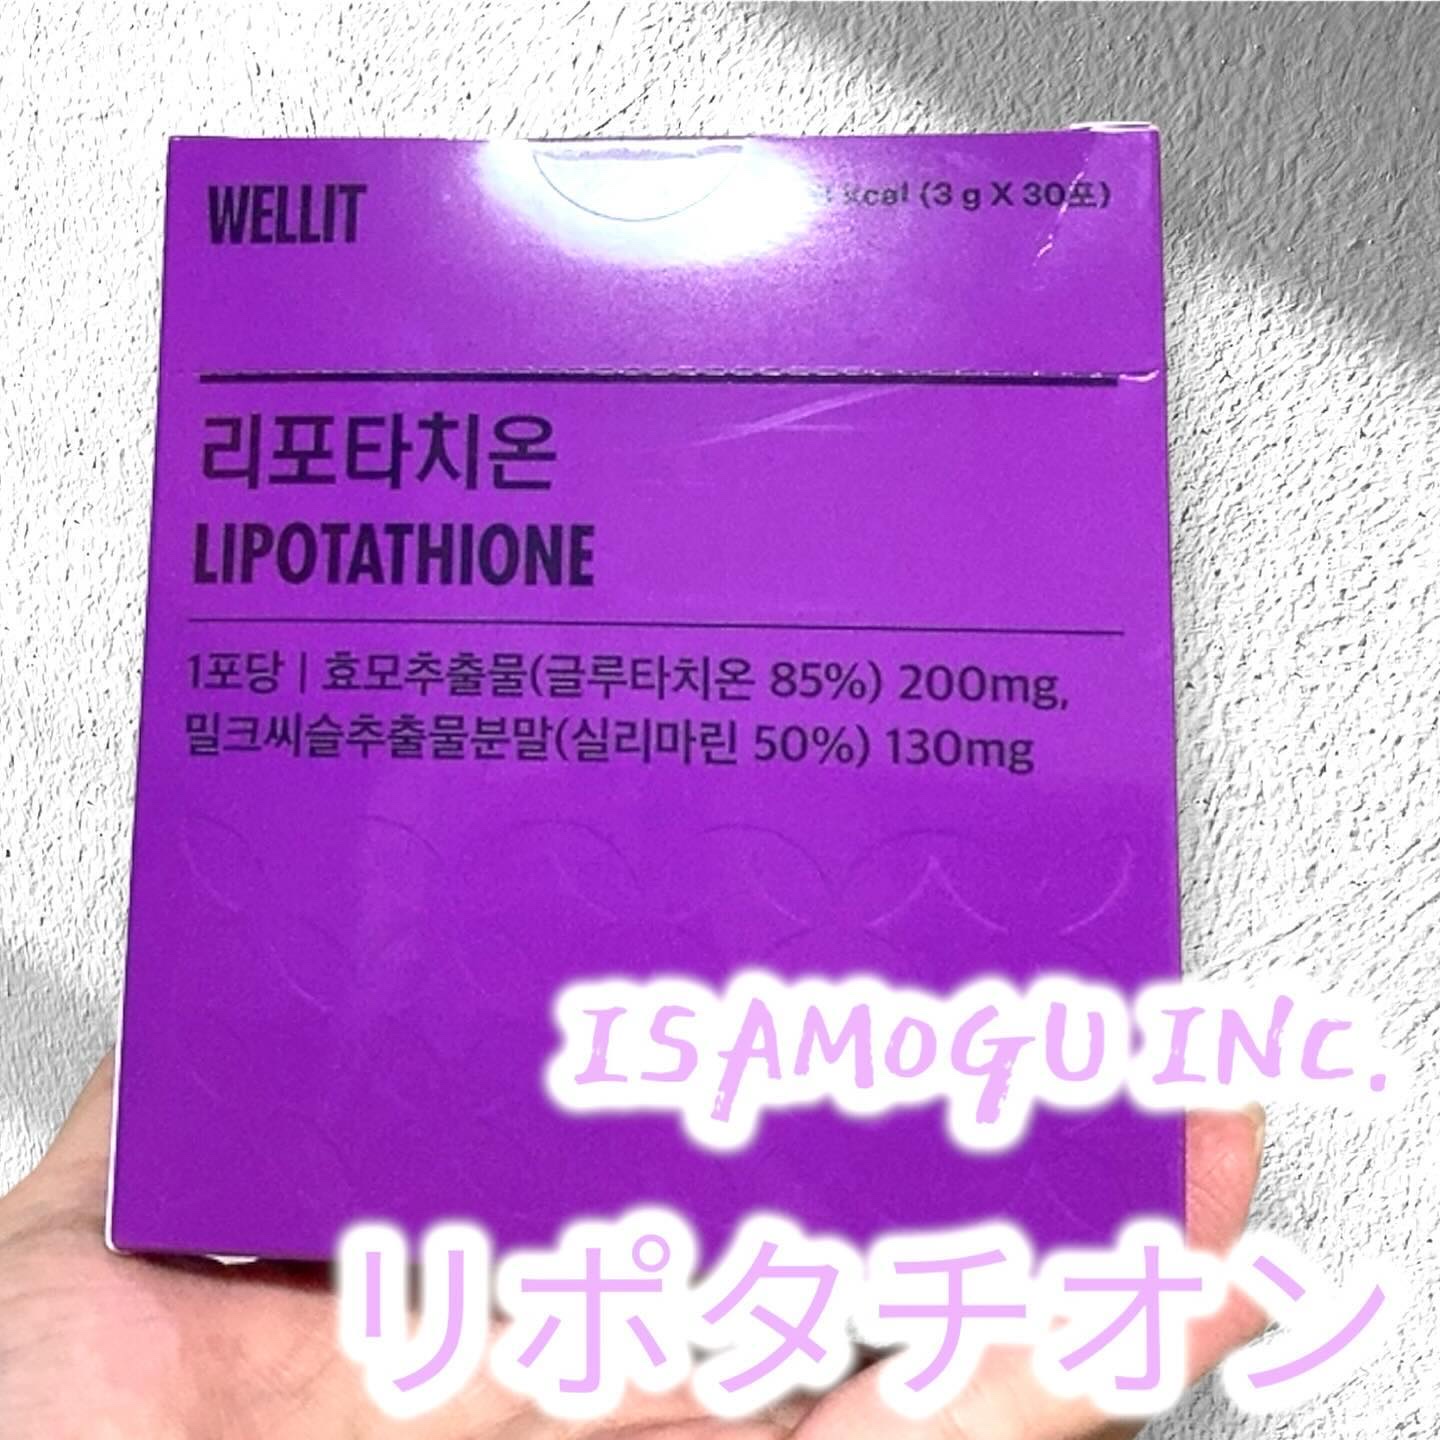 WELLIT
kcal (3 g X 30포)
리포타치온
LIPOTATHIONE
1포당 | 효모추출물(글루타치온 85%) 200mg,
밀크씨슬추출물분말(실리마린 50%) 130mg
ISAMOGU INC.
リポタチオン